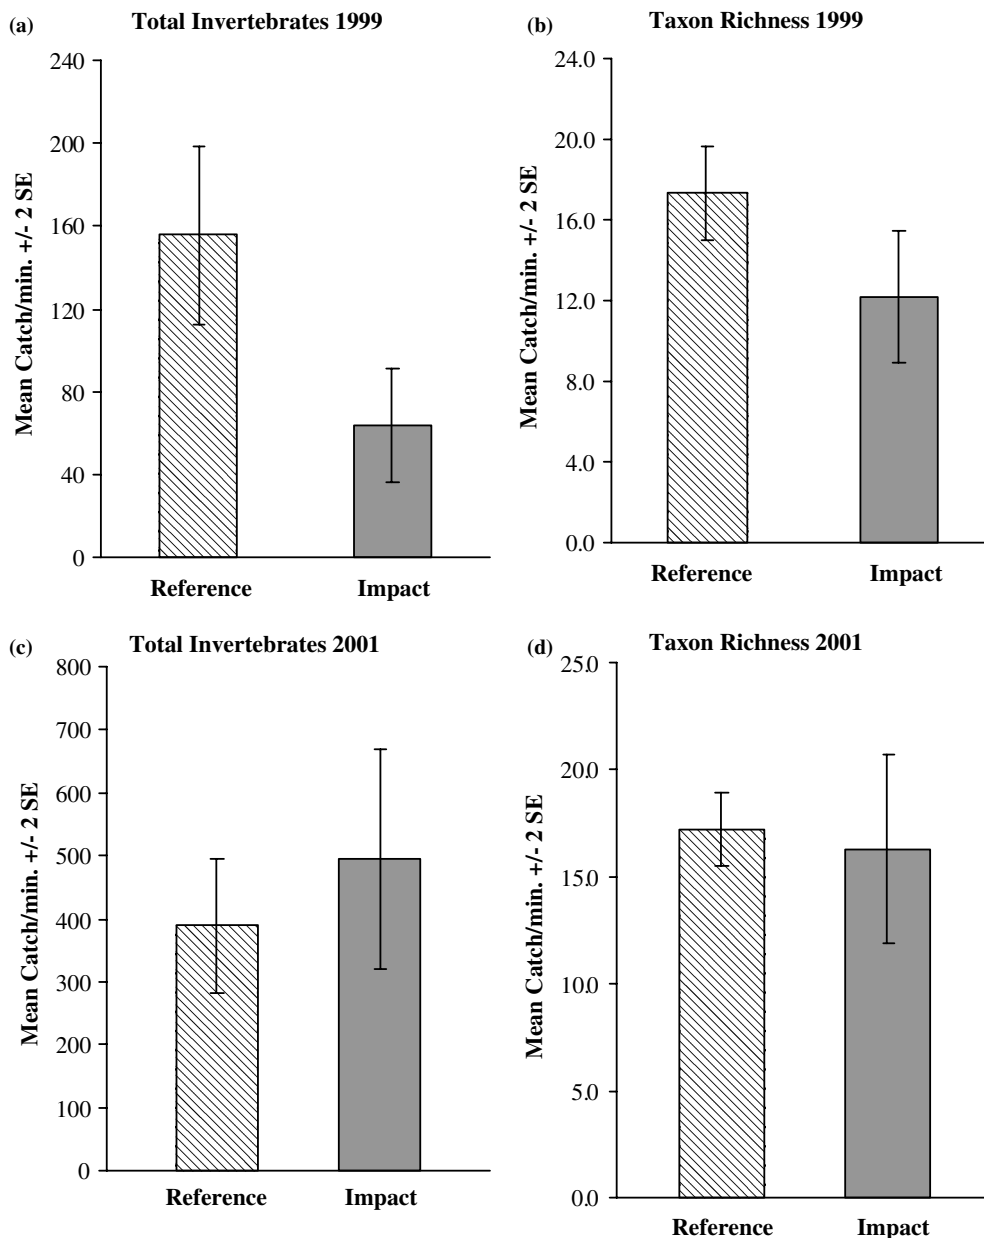 (a)
Total Invertebrates 1999
Mean Catch/min. +/- 2 SE
240
200
160
120
80
40
0
Reference
Impact
(b)
Taxon Richness 1999
Mean Catch/min. +/- 2 SE
24.0
20.0
16.0
12.0
8.0
4.0
0.0
Reference
Impact
(c)
Total Invertebrates 2001
Mean Catch/min. +/- 2 SE
800
700
600
500
400
300
200
100
0
Reference
Impact
(d)
Taxon Richness 2001
Mean Catch/min. +/- 2 SE
25.0
20.0
15.0
10.0
5.0
0.0
Reference
Impact